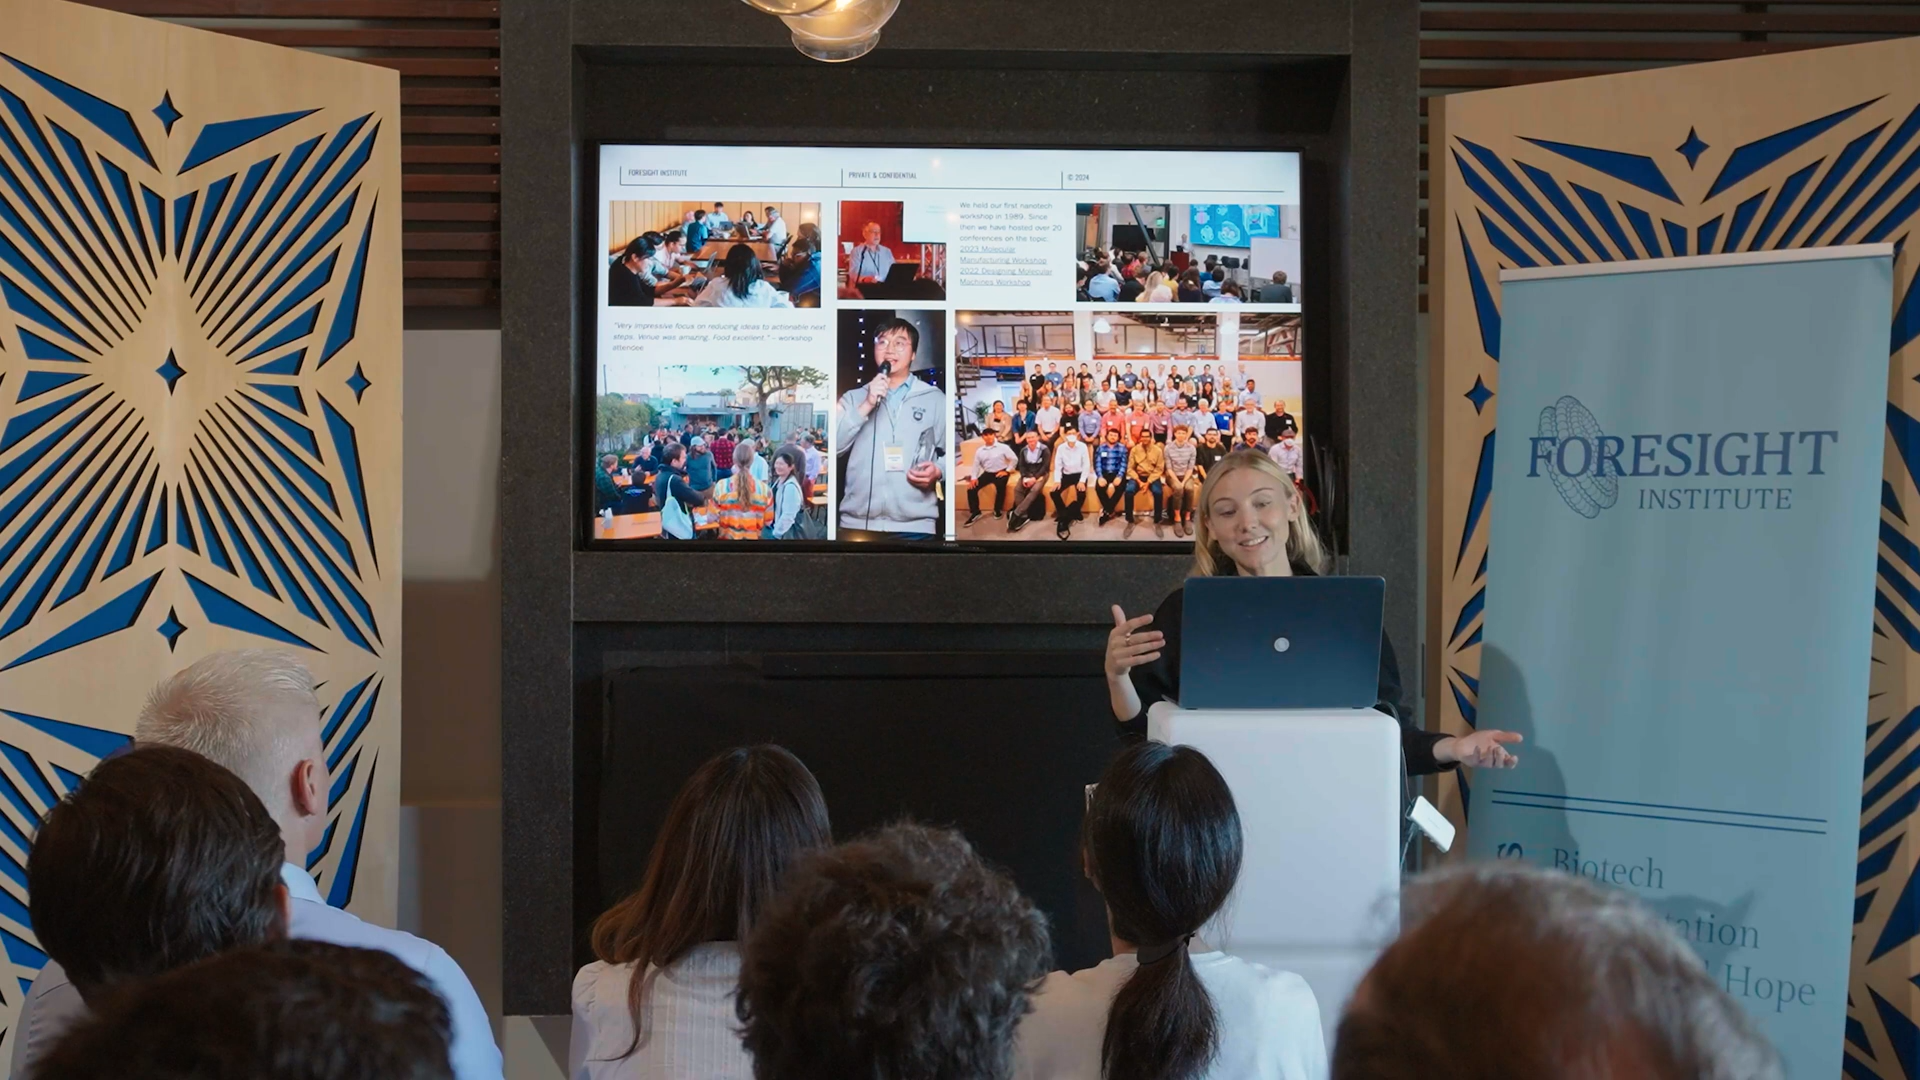 FORESIGHT INSTITUTE
PRIVATE & CONFIDENTIAL
© 2024
We held our first nanotech
workshop in 1989. Since
then we have hosted over 20
conferences on the topic.
2023 Molecular
Manufacturing Workshop
2022 Designing Molecular
Machines Workshop
"Very impressive focus on reducing ideas to actionable next
steps. Venue was amazing. Food excellent." – workshop
attendee
FORESIGHT
INSTITUTE
Biotech
Hope